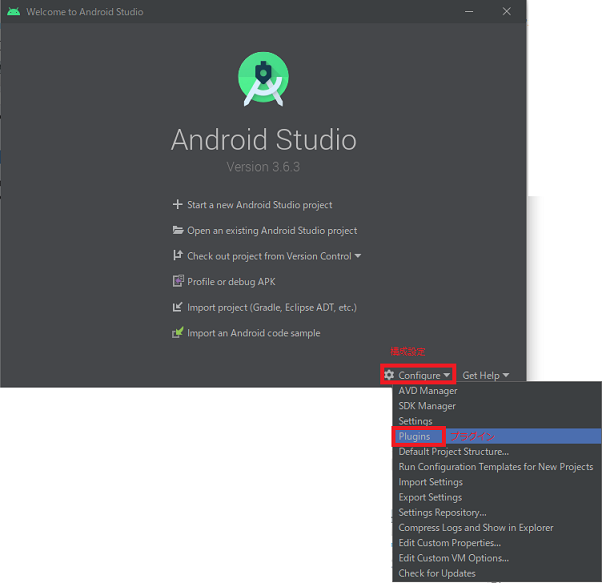 Welcome to Android Studio
Android Studio
Version 3.6.3
Start a new Android Studio project
Open an existing Android Studio project
Check out project from Version Control
Profile or debug APK
Import project (Gradle, Eclipse ADT, etc.)
Import an Android code sample
構成設定
Configure
Get Help
AVD Manager
SDK Manager
Settings
Plugins プラグイン
Default Project Structure...
Run Configuration Templates for New Projects
Import Settings
Export Settings
Settings Repository...
Compress Logs and Show in Explorer
Edit Custom Properties...
Edit Custom VM Options...
Check for Updates